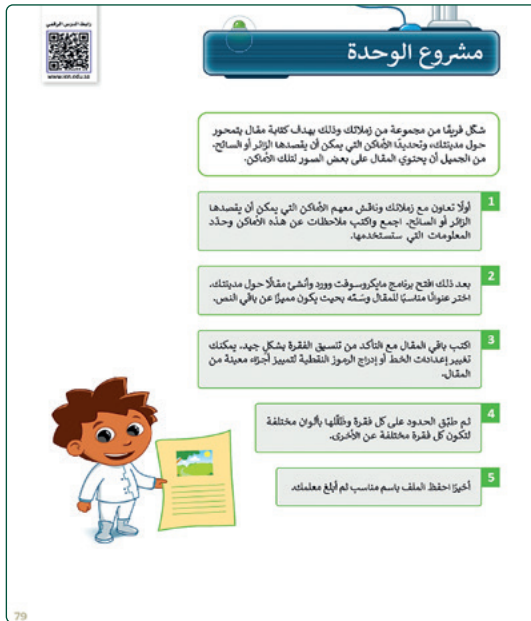 رابط الدرس الرقمي
www.ien.edu.sa
مشروع الوحدة
شكّل فريقًا من مجموعة من زملائك وذلك بهدف كتابة مقال يتمحور
حول مدينتك، وتحديدًا الأماكن التي يمكن أن يقصدها الزائر أو السائح.
من الجميل أن يحتوي المقال على بعض الصور لتلك الأماكن.
1
أولًا تعاون مع زملائك وناقش معهم الأماكن التي يمكن أن يقصدها
الزائر أو السائح. اجمع واكتب ملاحظات عن هذه الأماكن وحدّد
المعلومات التي ستستخدمها.
2
بعد ذلك افتح برنامج مايكروسوفت وورد وأنشئ مقالًا حول مدينتك.
اختر عنوانًا مناسبًا للمقال وسَمّه بحيث يكون مميزًا عن باقي النص.
3
اكتب باقي المقال مع التأكد من تنسيق الفقرة بشكل جيد. يمكنك
تغيير إعدادات الخط أو إدراج الرموز النقطية لتمييز أجزاء معينة من
المقال.
4
ثم طبّق الحدود على كل فقرة وظلّلها بألوان مختلفة
لتكون كل فقرة مختلفة عن الأخرى.
5
أخيرًا احفظ الملف باسم مناسب ثم أبلغ معلمك.
79